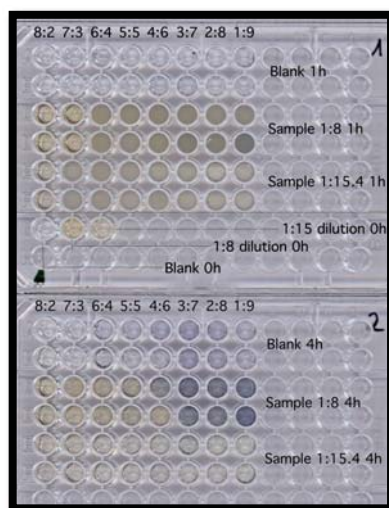 8:2 7:3 6:4 5:5 4:6 3:7 2:8 1:9
1
Blank 1h
Sample 1:8 1h
Sample 1:15.4 1h
1:15 dilution 0h
1:8 dilution 0h
Blank 0h
8:2 7:3 6:4 5:5 4:6 3:7 2:8 1:9
2
Blank 4h
Sample 1:8 4h
Sample 1:15.4 4h